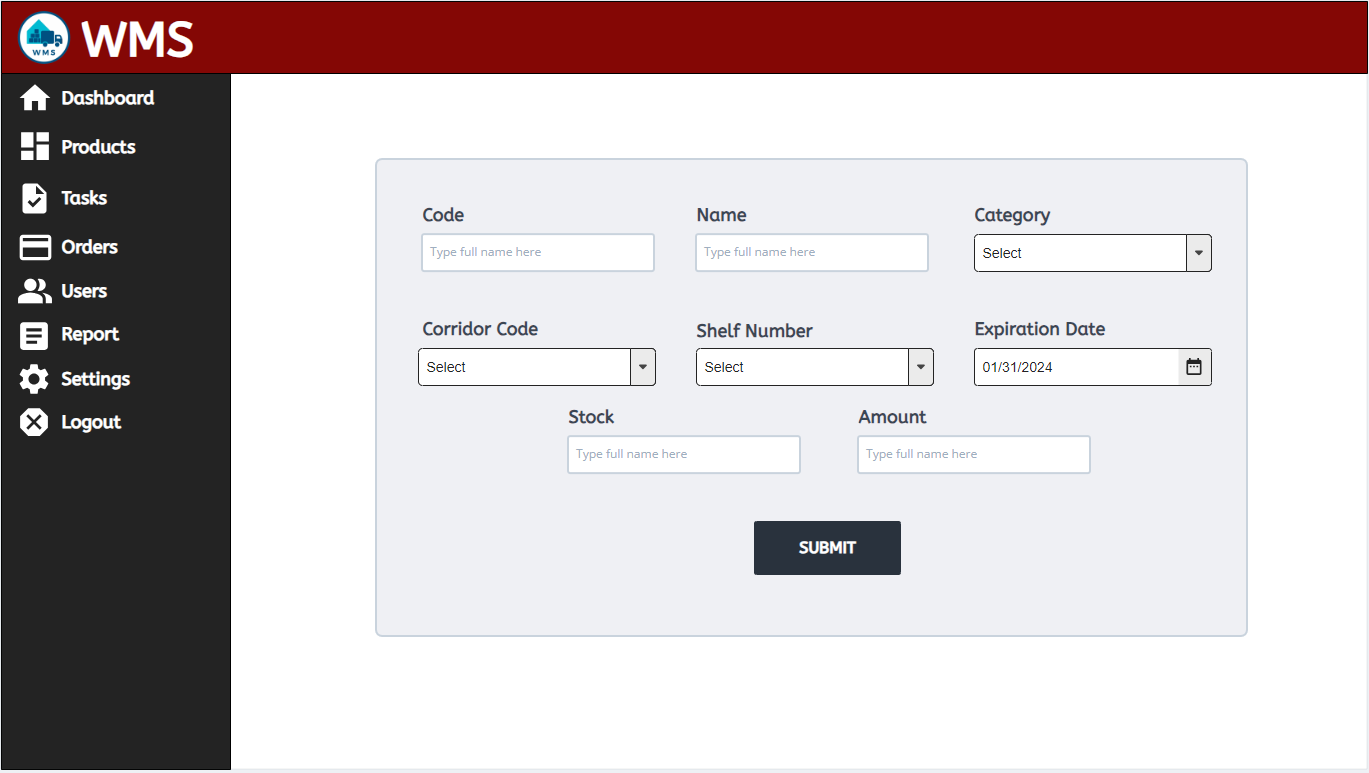 WMS
WMS
Dashboard
Products
Tasks
Orders
Users
Report
Settings
Logout
Code
Name
Category
Type full name here
Type full name here
Select
Corridor Code
Shelf Number
Expiration Date
Select
Select
01/31/2024
Stock
Amount
Type full name here
Type full name here
SUBMIT